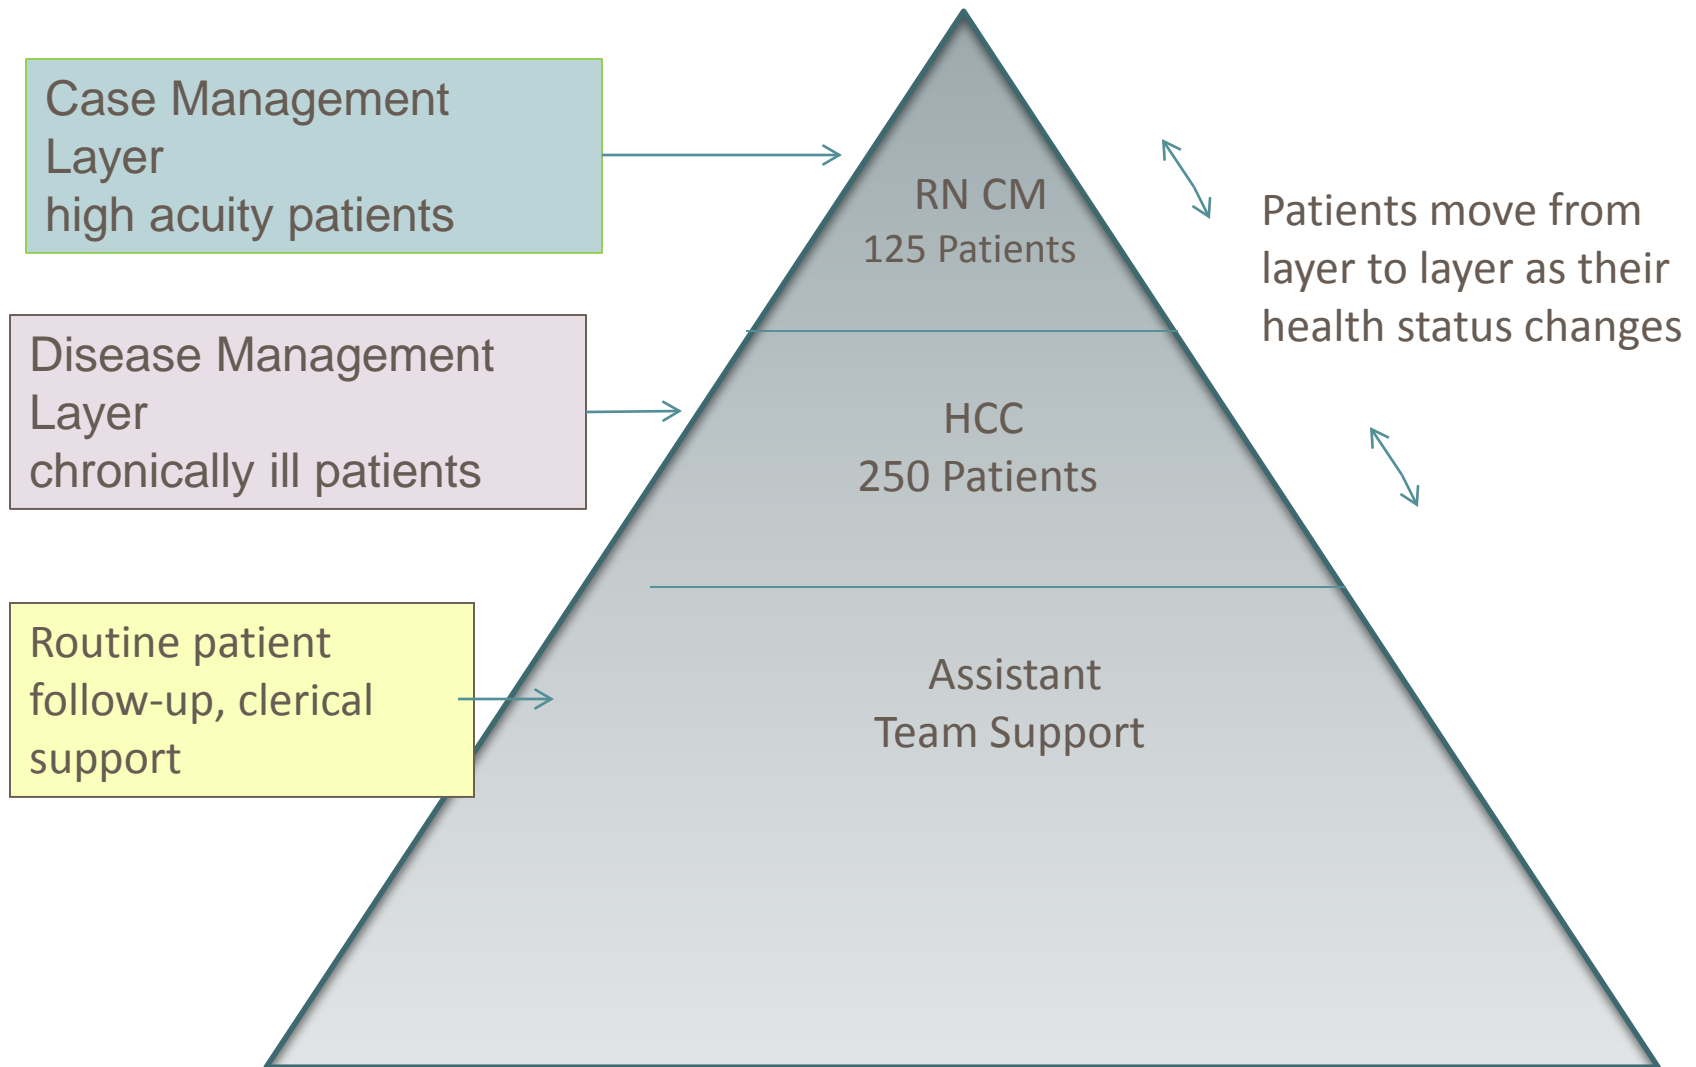 Case Management
Layer
high acuity patients
RN CM
125 Patients
Patients move from
layer to layer as their
health status changes
Disease Management
Layer
chronically ill patients
HCC
250 Patients
Routine patient
follow-up, clerical
support
Assistant
Team Support